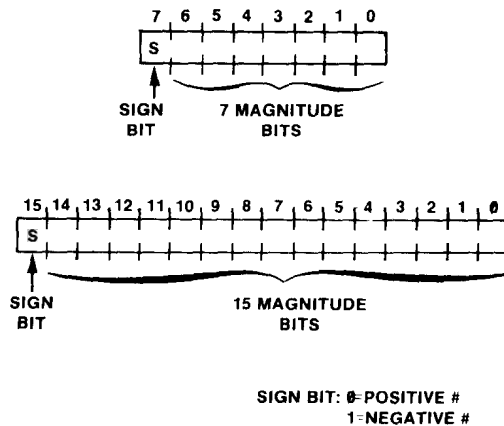 7 6 5 4 3 2 1 0
S
SIGN BIT
7 MAGNITUDE BITS
15 14 13 12 11 10 9 8 7 6 5 4 3 2 1 0
S
SIGN BIT
15 MAGNITUDE BITS
SIGN BIT: 0=POSITIVE #
1=NEGATIVE #